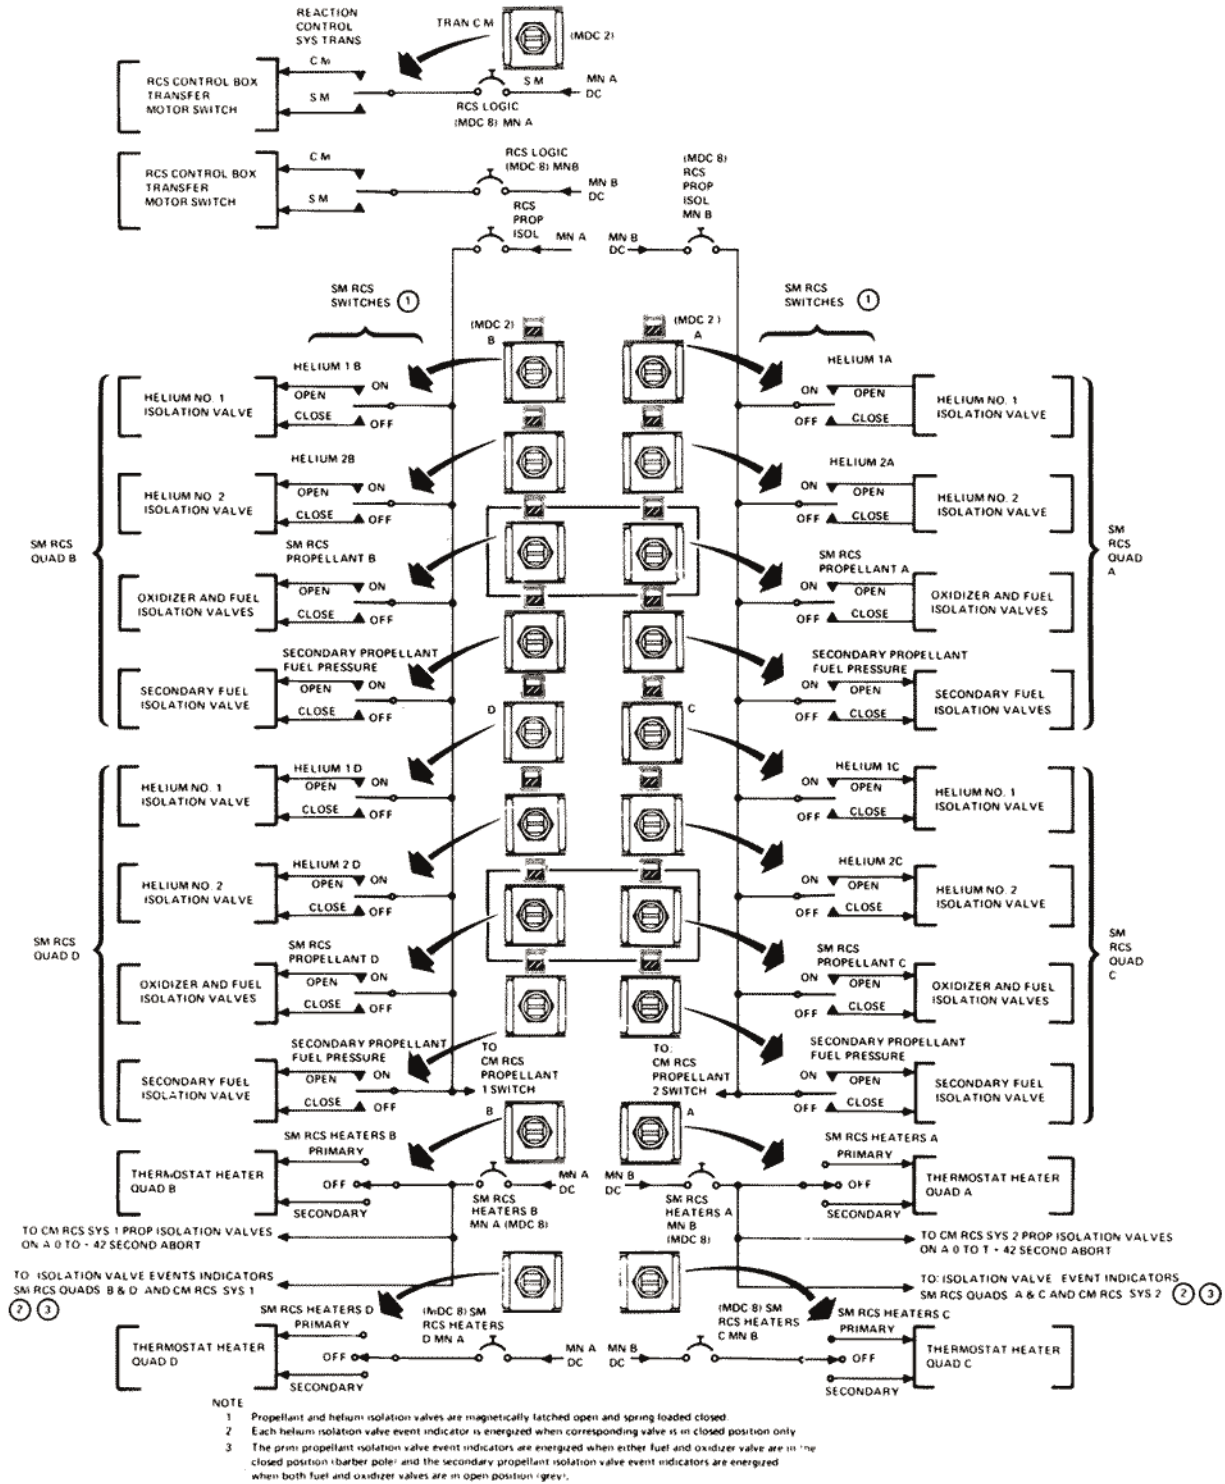 REACTION
CONTROL
SYS TRANS
TRAN C M
(MDC 2)
RCS CONTROL BOX
TRANSFER
MOTOR SWITCH
C M
S M
RCS LOGIC
(MDC 8) MN A
S M
MN A
DC
RCS CONTROL BOX
TRANSFER
MOTOR SWITCH
C M
S M
RCS LOGIC
(MDC 8) MNB
MN B
DC
(MDC 8)
RCS
PROP
ISOL
MN B
RCS
PROP
ISOL
MN A
MN B
DC
SM RCS
SWITCHES 1
SM RCS
SWITCHES 1
(MDC 2)
B
(MDC 2)
A
SM RCS
QUAD B
HELIUM NO. 1
ISOLATION VALVE
HELIUM 1 B
OPEN
ON
CLOSE
OFF
HELIUM NO. 2
ISOLATION VALVE
HELIUM 2B
OPEN
ON
CLOSE
OFF
OXIDIZER AND FUEL
ISOLATION VALVES
SM RCS
PROPELLANT B
OPEN
ON
CLOSE
OFF
SECONDARY FUEL
ISOLATION VALVE
SECONDARY PROPELLANT
FUEL PRESSURE
OPEN
ON
CLOSE
OFF
HELIUM 1A
ON
OPEN
OFF
CLOSE
HELIUM NO. 1
ISOLATION VALVE
HELIUM 2A
ON
OPEN
OFF
CLOSE
HELIUM NO. 2
ISOLATION VALVE
SM RCS
PROPELLANT A
ON
OPEN
OFF
CLOSE
OXIDIZER AND FUEL
ISOLATION VALVES
SECONDARY PROPELLANT
FUEL PRESSURE
ON
OPEN
OFF
CLOSE
SECONDARY FUEL
ISOLATION VALVES
SM
RCS
QUAD
A
D
C
SM RCS
QUAD D
HELIUM NO. 1
ISOLATION VALVE
HELIUM 1 D
OPEN
ON
CLOSE
OFF
HELIUM NO. 2
ISOLATION VALVE
HELIUM 2 D
OPEN
ON
CLOSE
OFF
OXIDIZER AND FUEL
ISOLATION VALVES
SM RCS
PROPELLANT D
OPEN
ON
CLOSE
OFF
SECONDARY FUEL
ISOLATION VALVE
SECONDARY PROPELLANT
FUEL PRESSURE
OPEN
ON
CLOSE
OFF
TO
CM RCS
PROPELLANT
1 SWITCH
TO:
CM RCS
PROPELLANT
2 SWITCH
HELIUM 1C
ON
OPEN
OFF
CLOSE
HELIUM NO. 1
ISOLATION VALVE
HELIUM 2C
ON
OPEN
OFF
CLOSE
HELIUM NO. 2
ISOLATION VALVE
SM RCS
PROPELLANT C
ON
OPEN
OFF
CLOSE
OXIDIZER AND FUEL
ISOLATION VALVES
SECONDARY PROPELLANT
FUEL PRESSURE
ON
OPEN
OFF
CLOSE
SECONDARY FUEL
ISOLATION VALVE
SM
RCS
QUAD
C
B
A
THERMOSTAT HEATER
QUAD B
SM RCS HEATERS B
PRIMARY
OFF
SECONDARY
SM RCS
HEATERS B
MN A (MDC 8)
MN A
DC
MN B
DC
SM RCS
HEATERS A
MN B
(MDC 8)
SM RCS HEATERS A
PRIMARY
OFF
SECONDARY
THERMOSTAT HEATER
QUAD A
TO CM RCS SYS 1 PROP ISOLATION VALVES
ON A 0 TO + 42 SECOND ABORT
TO CM RCS SYS 2 PROP ISOLATION VALVES
ON A 0 TO T + 42 SECOND ABORT
TO ISOLATION VALVE EVENTS INDICATORS
SM RCS QUADS B & D AND CM RCS SYS 1
2 3
TO: ISOLATION VALVE EVENT INDICATORS
SM RCS QUADS A & C AND CM RCS SYS 2 2 3
THERMOSTAT HEATER
QUAD D
SM RCS HEATERS D
PRIMARY
OFF
SECONDARY
(MDC 8) SM
RCS HEATERS
D MN A
MN A
DC
MN B
DC
(MDC 8) SM
RCS HEATERS
C MN B
SM RCS HEATERS C
PRIMARY
OFF
SECONDARY
THERMOSTAT HEATER
QUAD C
NOTE
1 Propellant and helium isolation valves are magnetically latched open and spring loaded closed.
2 Each helium isolation valve event indicator is energized when corresponding valve is in closed position only
3 The prim propellant isolation valve event indicators are energized when either fuel and oxidizer valve are in the
closed position (barber pole) and the secondary propellant isolation valve event indicators are energized
when both fuel and oxidizer valves are in open position (grey).